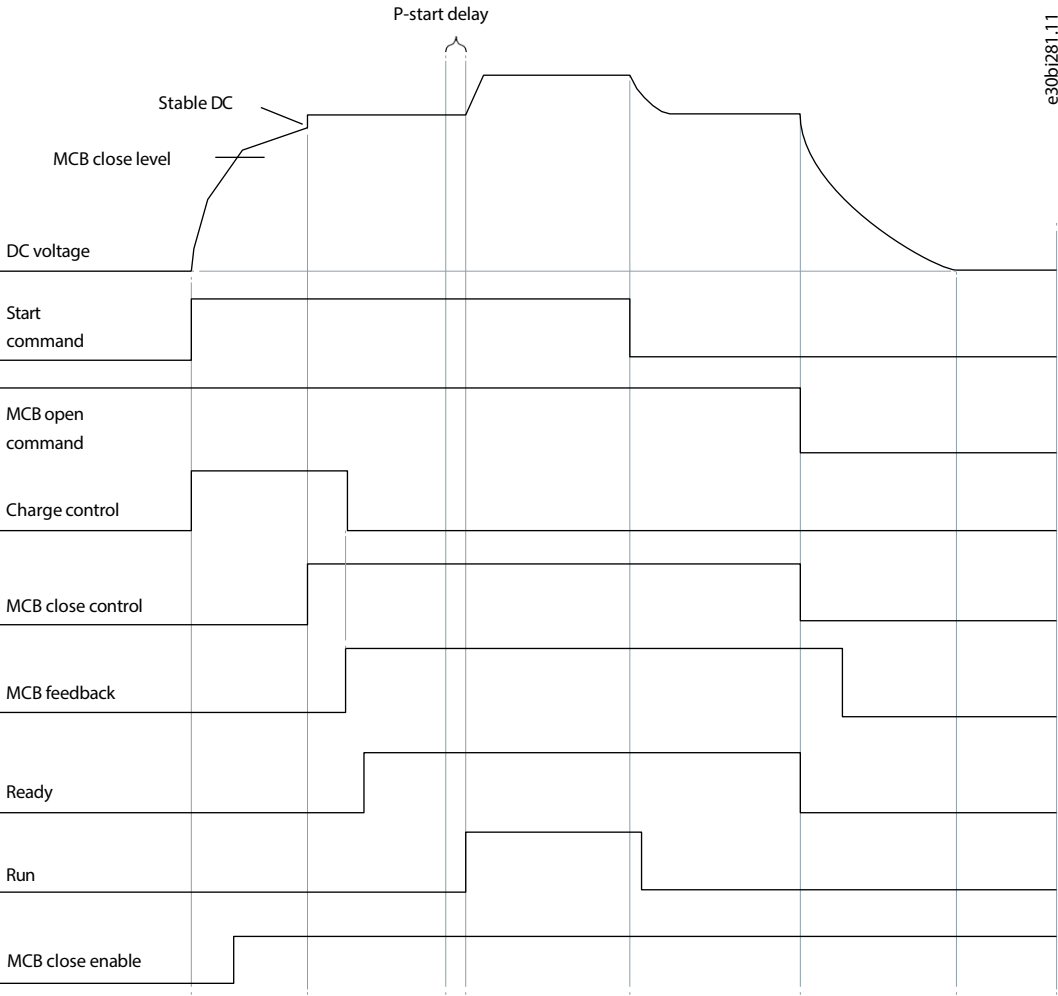 P-start delay
e30bi281.11
Stable DC
MCB close level
DC voltage
Start
command
MCB open
command
Charge control
MCB close control
MCB feedback
Ready
Run
MCB close enable